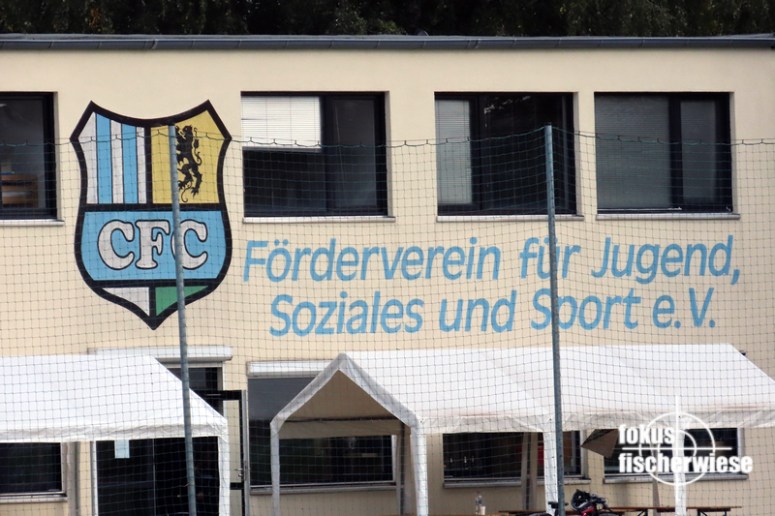 CFC
Förderverein für Jugend,
Soziales und Sport e.V.
fokus
fischerwiese